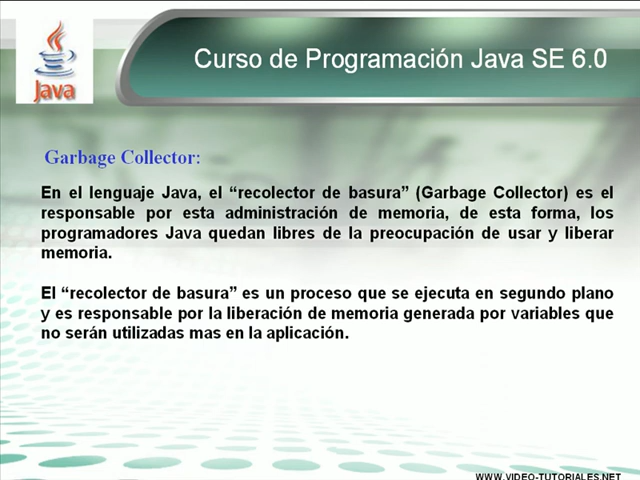 Curso de Programación Java SE 6.0
Java
Garbage Collector:
En el lenguaje Java, el “recolector de basura” (Garbage Collector) es el
responsable por esta administración de memoria, de esta forma, los
programadores Java quedan libres de la preocupación de usar y liberar
memoria.
El “recolector de basura” es un proceso que se ejecuta en segundo plano
y es responsable por la liberación de memoria generada por variables que
no serán utilizadas mas en la aplicación.
WWW.VIDEO-TUTORIALES.NET